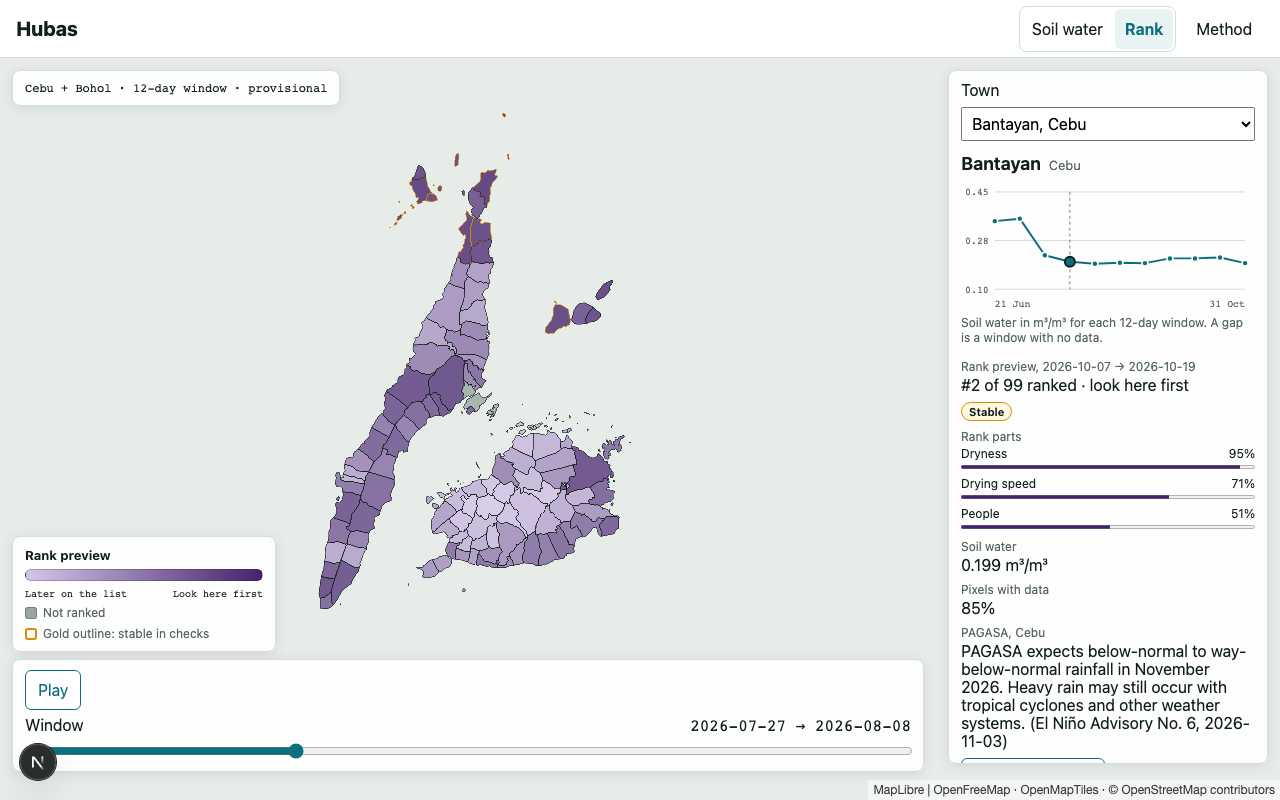 Hubas
Soil water
Rank
Method
Cebu + Bohol · 12-day window · provisional
Town
Bantayan, Cebu
Bantayan Cebu
0.45
0.28
0.10
21 Jun
31 Oct
Soil water in m³/m³ for each 12-day window. A gap
is a window with no data.
Rank preview, 2026-10-07 → 2026-10-19
#2 of 99 ranked · look here first
Stable
Rank parts
Dryness 95%
Drying speed 71%
People 51%
Soil water
0.199 m³/m³
Pixels with data
85%
PAGASA, Cebu
PAGASA expects below-normal to way-
below-normal rainfall in November
2026. Heavy rain may still occur with
tropical cyclones and other weather
systems. (El Niño Advisory No. 6, 2026-
11-03)
Rank preview
Later on the list
Look here first
Not ranked
Gold outline: stable in checks
Play
Window
2026-07-27 → 2026-08-08
N
MapLibre | OpenFreeMap · OpenMapTiles · © OpenStreetMap contributors